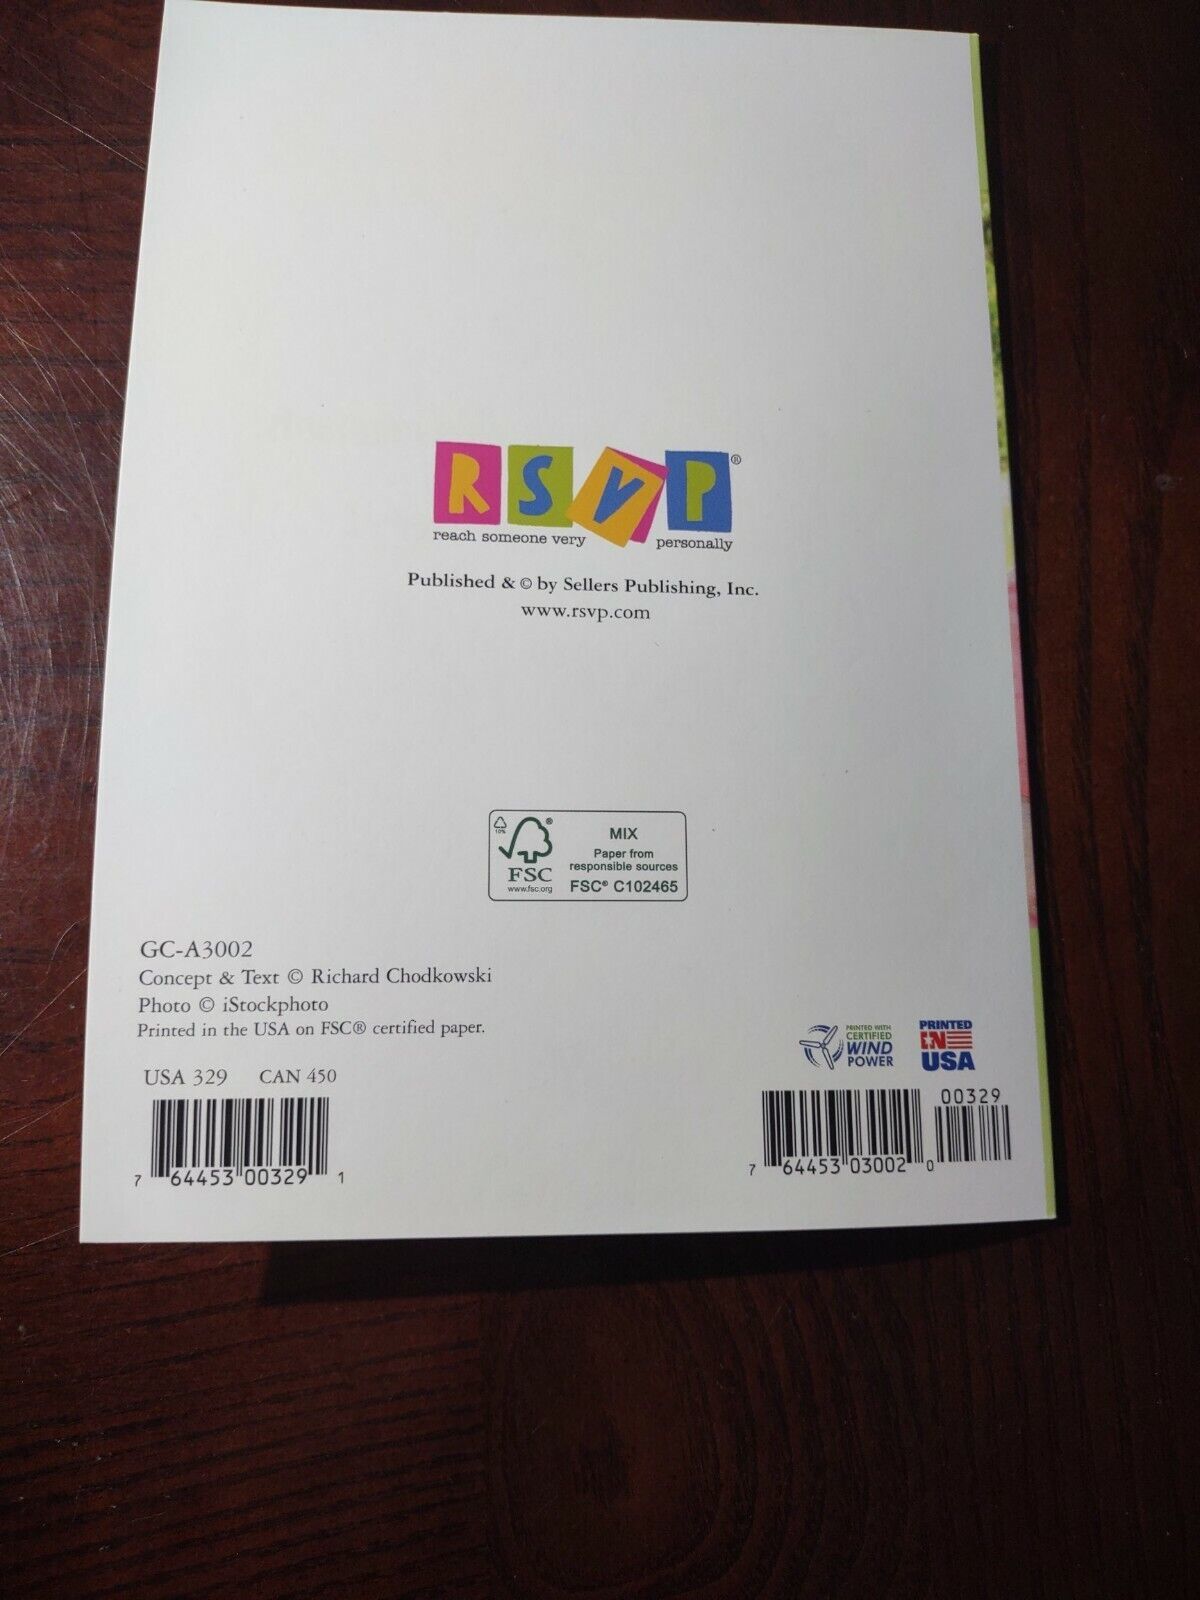 RSVP®
reach someone very personally
Published & © by Sellers Publishing, Inc.
www.rsvp.com
10%
®
FSC
www.fsc.org
MIX
Paper from
responsible sources
FSC® C102465
GC-A3002
Concept & Text © Richard Chodkowski
Photo © iStockphoto
Printed in the USA on FSC® certified paper.
PRINTED WITH
CERTIFIED
WIND
POWER
PRINTED
IN
USA
USA 329 CAN 450
7 64453 00329 1
00329
7 64453 03002 0